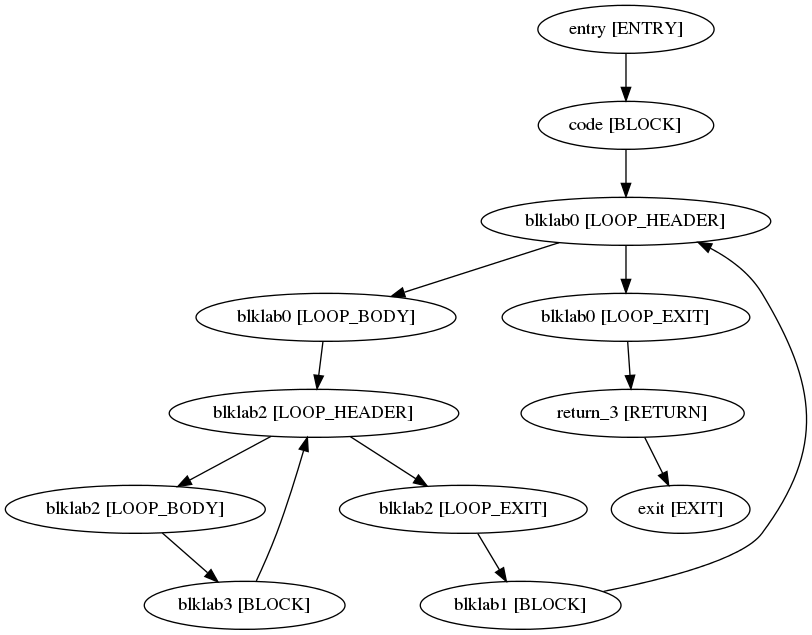 entry [ENTRY]
code [BLOCK]
blklab0 [LOOP_HEADER]
blklab0 [LOOP_BODY]
blklab0 [LOOP_EXIT]
blklab2 [LOOP_HEADER]
return_3 [RETURN]
blklab2 [LOOP_BODY]
blklab2 [LOOP_EXIT]
exit [EXIT]
blklab3 [BLOCK]
blklab1 [BLOCK]